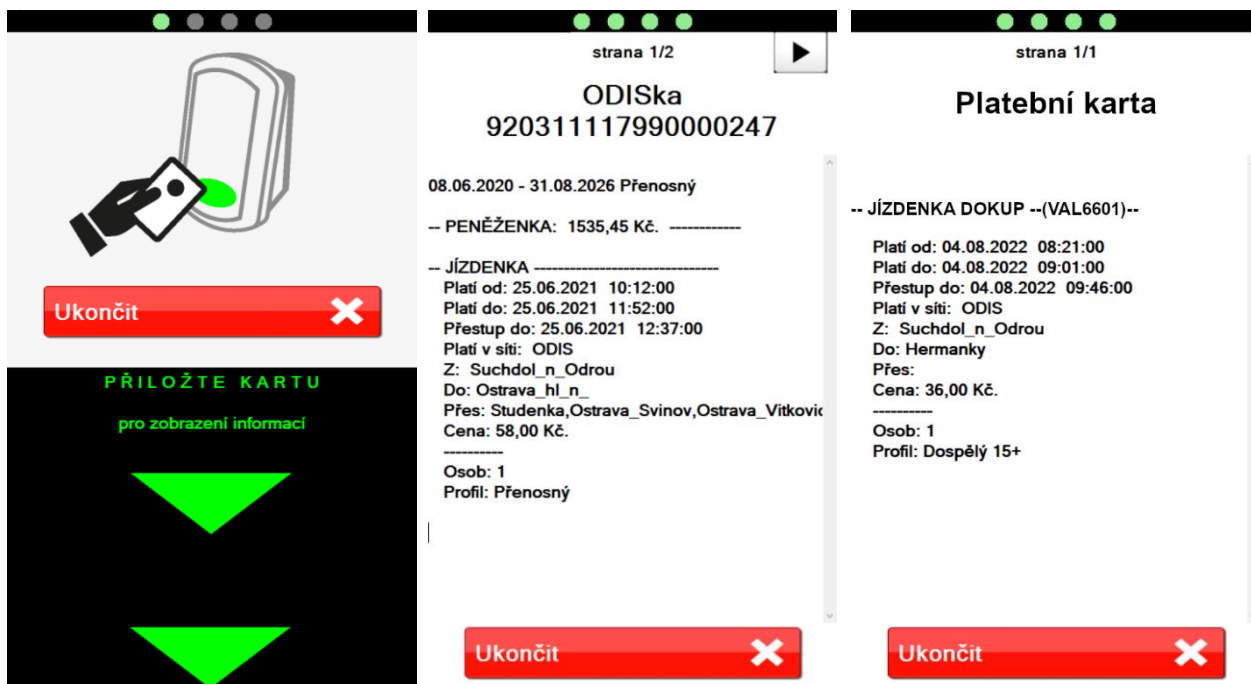 Ukončit
PŘILOŽTE KARTU
pro zobrazení informací
strana 1/2
ODISka
920311117990000247
08.06.2020 - 31.08.2026 Přenosný
-- PENĚŽENKA: 1535,45 Kč. ------------
-- JÍZDENKA -------------------------------
Platí od: 25.06.2021 10:12:00
Platí do: 25.06.2021 11:52:00
Přestup do: 25.06.2021 12:37:00
Platí v síti: ODIS
Z: Suchdol_n_Odrou
Do: Ostrava_hl_n_
Přes: Studenka,Ostrava_Svinov,Ostrava_Vitkovic
Cena: 58,00 Kč.
----------
Osob: 1
Profil: Přenosný
Ukončit
strana 1/1
Platební karta
-- JÍZDENKA DOKUP --(VAL6601)--
Platí od: 04.08.2022 08:21:00
Platí do: 04.08.2022 09:01:00
Přestup do: 04.08.2022 09:46:00
Platí v síti: ODIS
Z: Suchdol_n_Odrou
Do: Hermanky
Přes:
Cena: 36,00 Kč.
----------
Osob: 1
Profil: Dospělý 15+
Ukončit